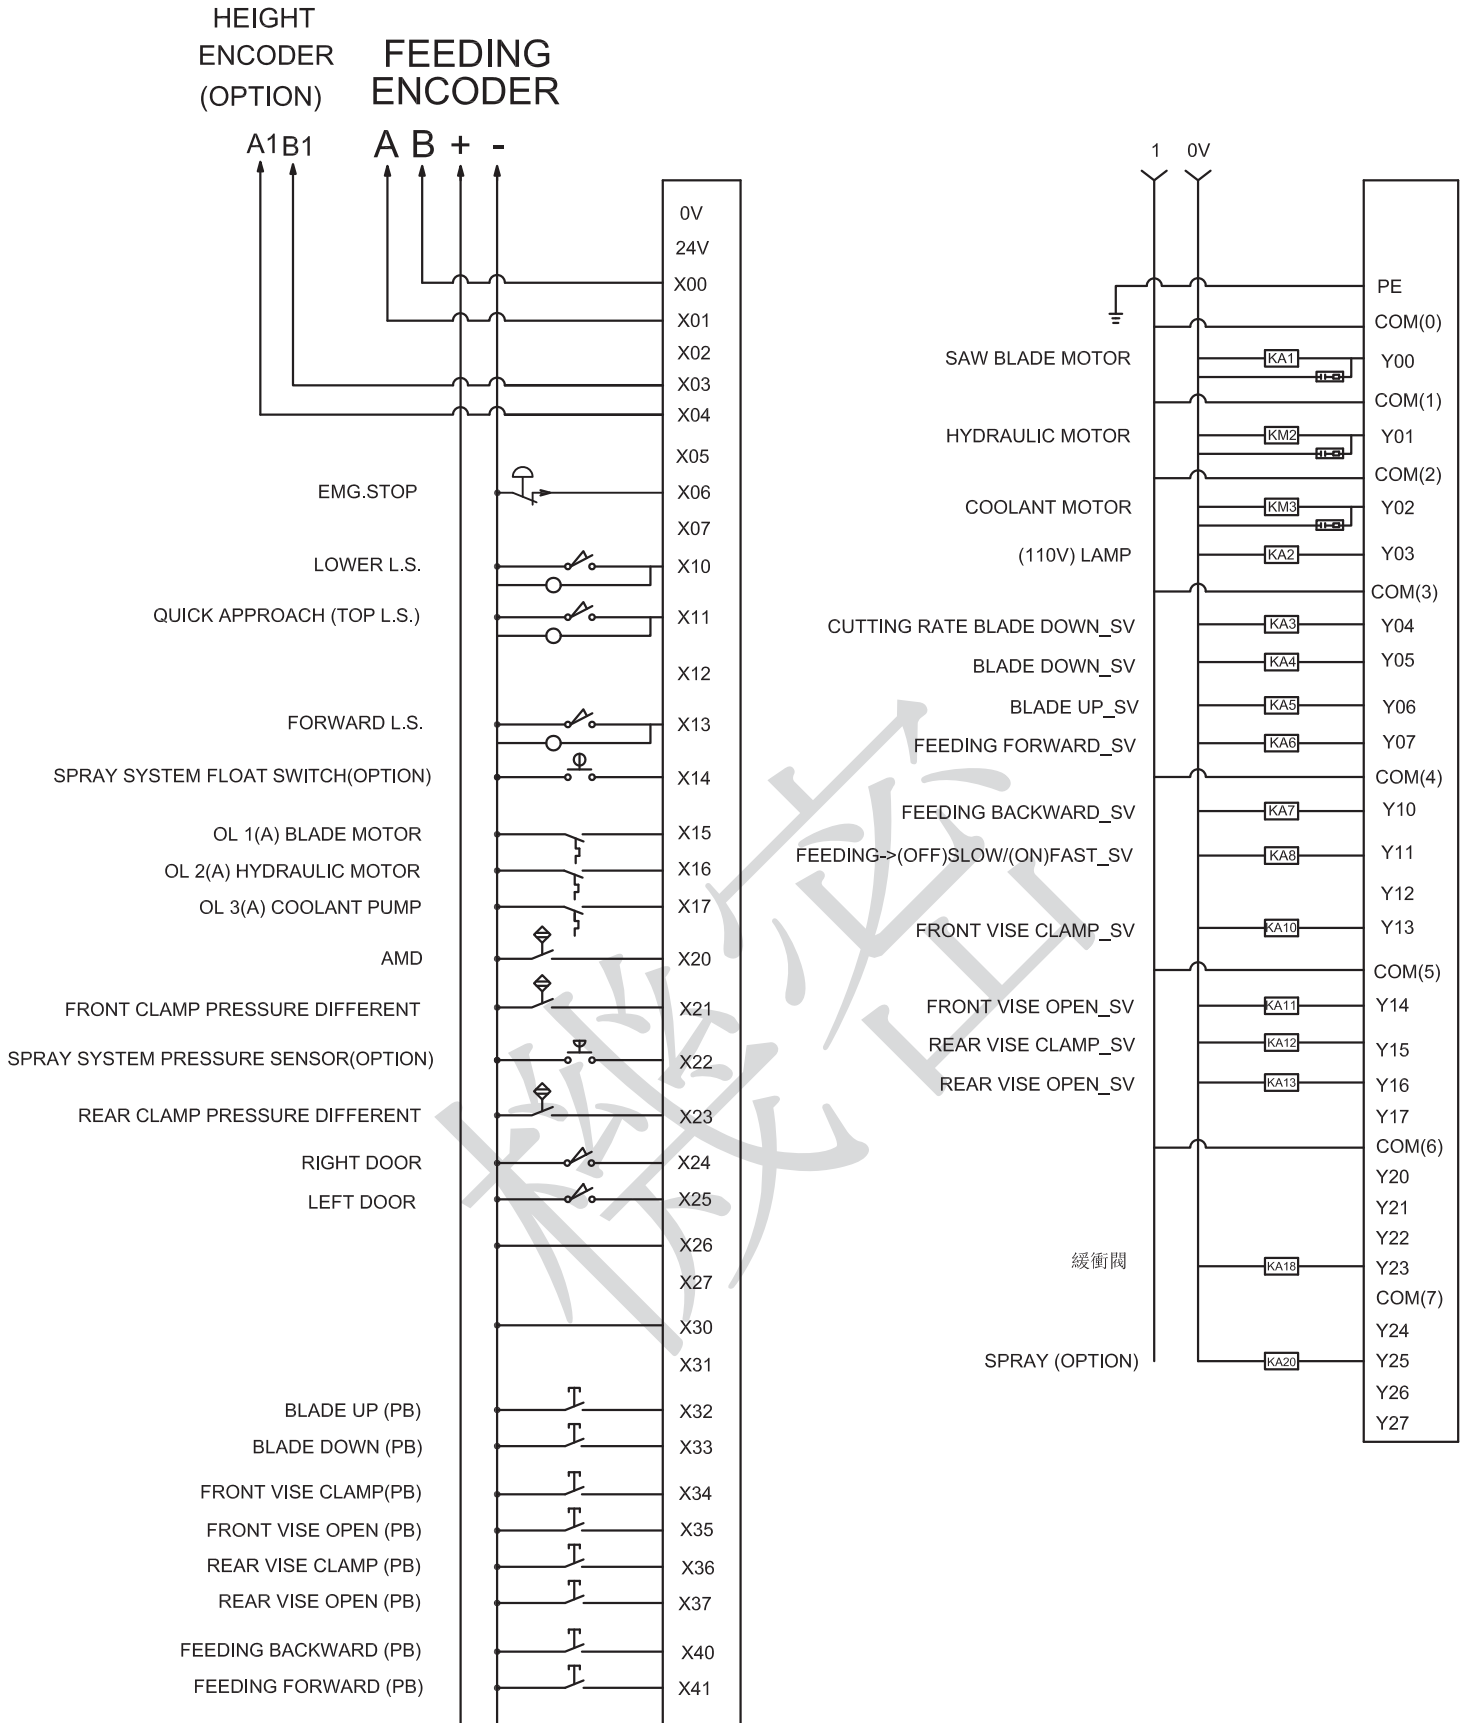 HEIGHT
ENCODER
(OPTION)
FEEDING
ENCODER
A1 B1 A B + -
0V
24V
X00
X01
X02
X03
X04
X05
EMG.STOP X06
X07
LOWER L.S. X10
QUICK APPROACH (TOP L.S.) X11
X12
FORWARD L.S. X13
SPRAY SYSTEM FLOAT SWITCH(OPTION) X14
OL 1(A) BLADE MOTOR X15
OL 2(A) HYDRAULIC MOTOR X16
OL 3(A) COOLANT PUMP X17
AMD X20
FRONT CLAMP PRESSURE DIFFERENT X21
SPRAY SYSTEM PRESSURE SENSOR(OPTION) X22
REAR CLAMP PRESSURE DIFFERENT X23
RIGHT DOOR X24
LEFT DOOR X25
X26
X27
X30
X31
BLADE UP (PB) X32
BLADE DOWN (PB) X33
FRONT VISE CLAMP(PB) X34
FRONT VISE OPEN (PB) X35
REAR VISE CLAMP (PB) X36
REAR VISE OPEN (PB) X37
FEEDING BACKWARD (PB) X40
FEEDING FORWARD (PB) X41
1 0V
PE
COM(0)
SAW BLADE MOTOR KA1 Y00
COM(1)
HYDRAULIC MOTOR KM2 Y01
COM(2)
COOLANT MOTOR KM3 Y02
(110V) LAMP KA2 Y03
COM(3)
CUTTING RATE BLADE DOWN_SV KA3 Y04
BLADE DOWN_SV KA4 Y05
BLADE UP_SV KA5 Y06
FEEDING FORWARD_SV KA6 Y07
COM(4)
FEEDING BACKWARD_SV KA7 Y10
FEEDING->(OFF)SLOW/(ON)FAST_SV KA8 Y11
Y12
FRONT VISE CLAMP_SV KA10 Y13
COM(5)
FRONT VISE OPEN_SV KA11 Y14
REAR VISE CLAMP_SV KA12 Y15
REAR VISE OPEN_SV KA13 Y16
Y17
COM(6)
Y20
Y21
Y22
緩衝閥 KA18 Y23
COM(7)
Y24
SPRAY (OPTION) KA20 Y25
Y26
Y27
機密